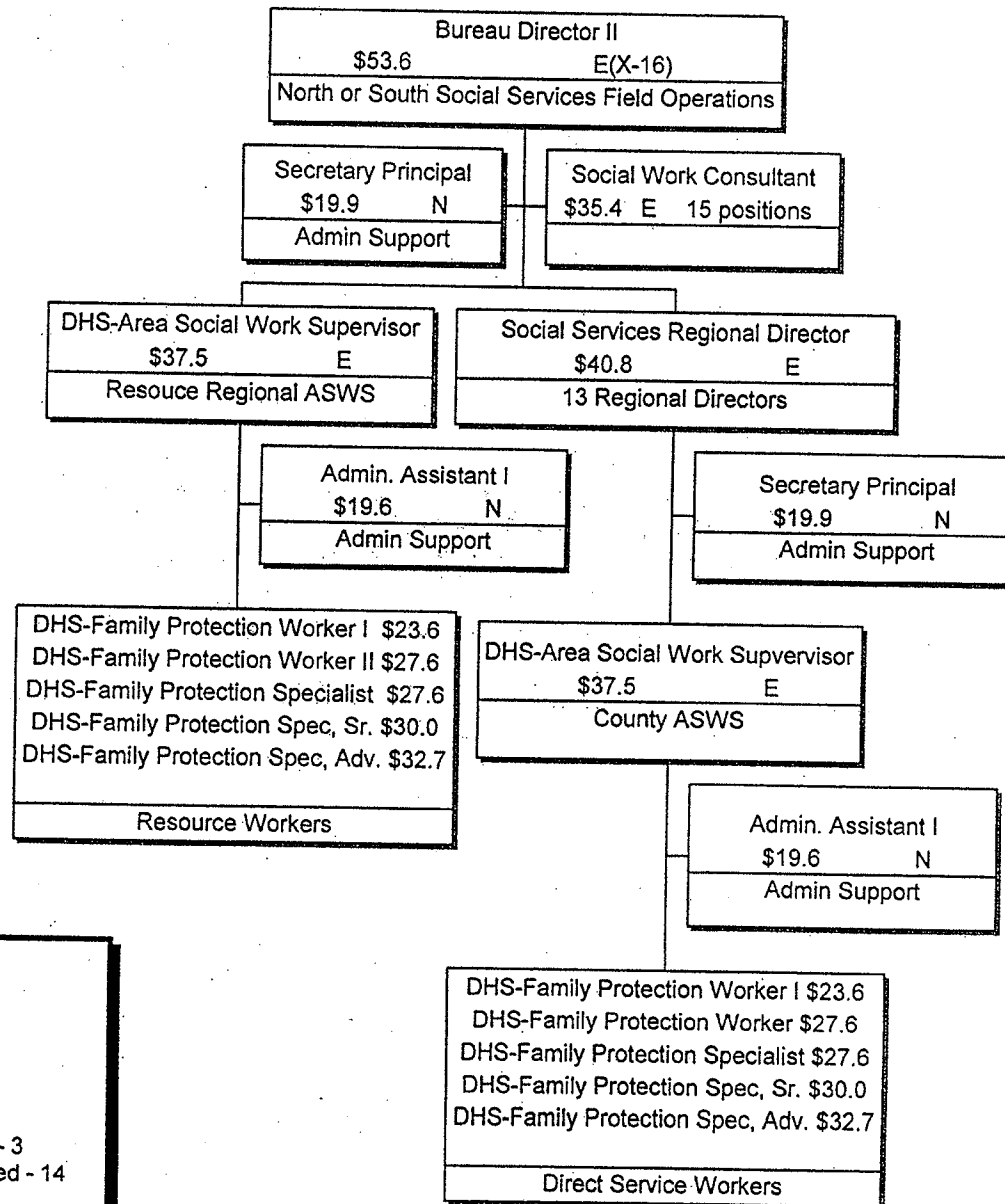 Bureau Director II
$53.6 E(X-16)
North or South Social Services Field Operations
Secretary Principal
$19.9 N
Admin Support
Social Work Consultant
$35.4 E 15 positions
DHS-Area Social Work Supervisor
$37.5 E
Resouce Regional ASWS
Social Services Regional Director
$40.8 E
13 Regional Directors
Admin. Assistant I
$19.6 N
Admin Support
Secretary Principal
$19.9 N
Admin Support
DHS-Family Protection Worker I $23.6
DHS-Family Protection Worker II $27.6
DHS-Family Protection Specialist $27.6
DHS-Family Protection Spec, Sr. $30.0
DHS-Family Protection Spec, Adv. $32.7
Resource Workers
DHS-Area Social Work Supvervisor
$37.5 E
County ASWS
Admin. Assistant I
$19.6 N
Admin Support
DHS-Family Protection Worker I $23.6
DHS-Family Protection Worker $27.6
DHS-Family Protection Specialist $27.6
DHS-Family Protection Spec, Sr. $30.0
DHS-Family Protection Spec, Adv. $32.7
Direct Service Workers
- 3
- 14